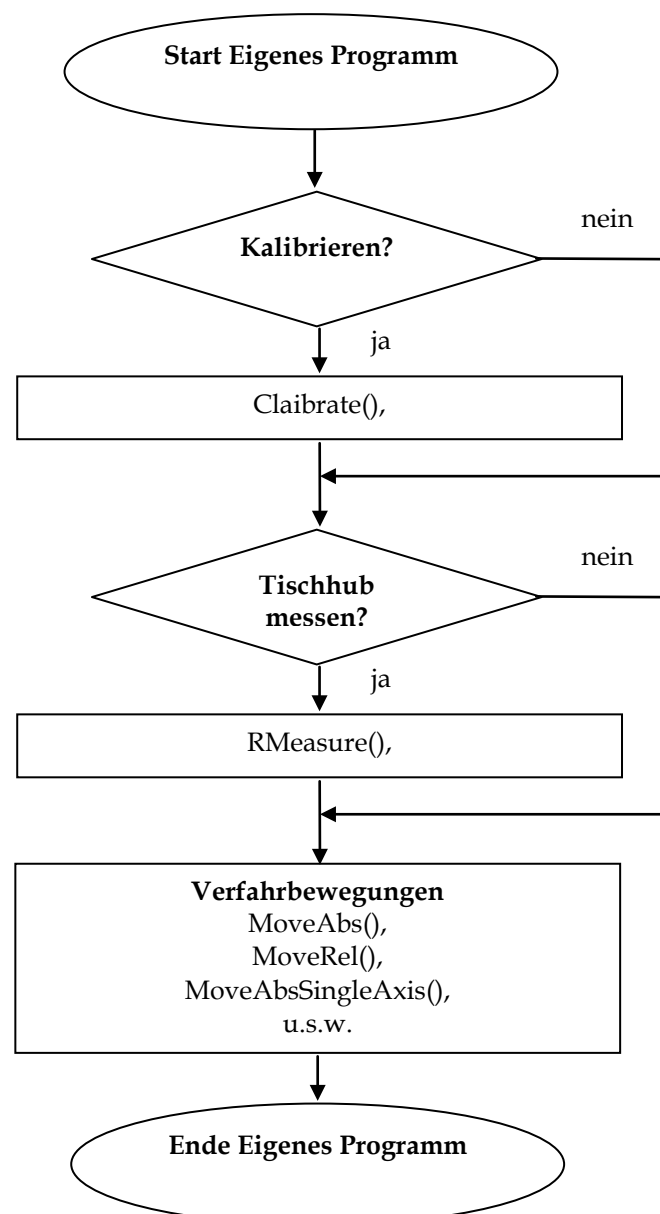 Start Eigenes Programm
Kalibrieren?
nein
ja
Claibrate(),
Tischhub
messen?
nein
ja
RMeasure(),
Verfahrbewegungen
MoveAbs(),
MoveRel(),
MoveAbsSingleAxis(),
u.s.w.
Ende Eigenes Programm